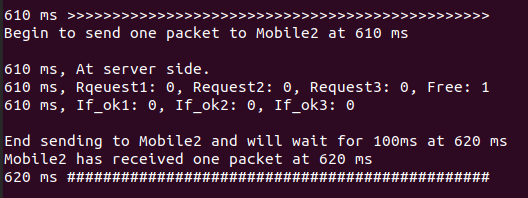 610 ms >>>>>>>>>>>>>>>>>>>>>>>>>>>>>>>>>>>>>>>>>>>>>>>
Begin to send one packet to Mobile2 at 610 ms
610 ms, At server side.
610 ms, Rqeuest1: 0, Request2: 0, Request3: 0, Free: 1
610 ms, If_ok1: 0, If_ok2: 0, If_ok3: 0
End sending to Mobile2 and will wait for 100ms at 620 ms
Mobile2 has received one packet at 620 ms
620 ms ###############################################